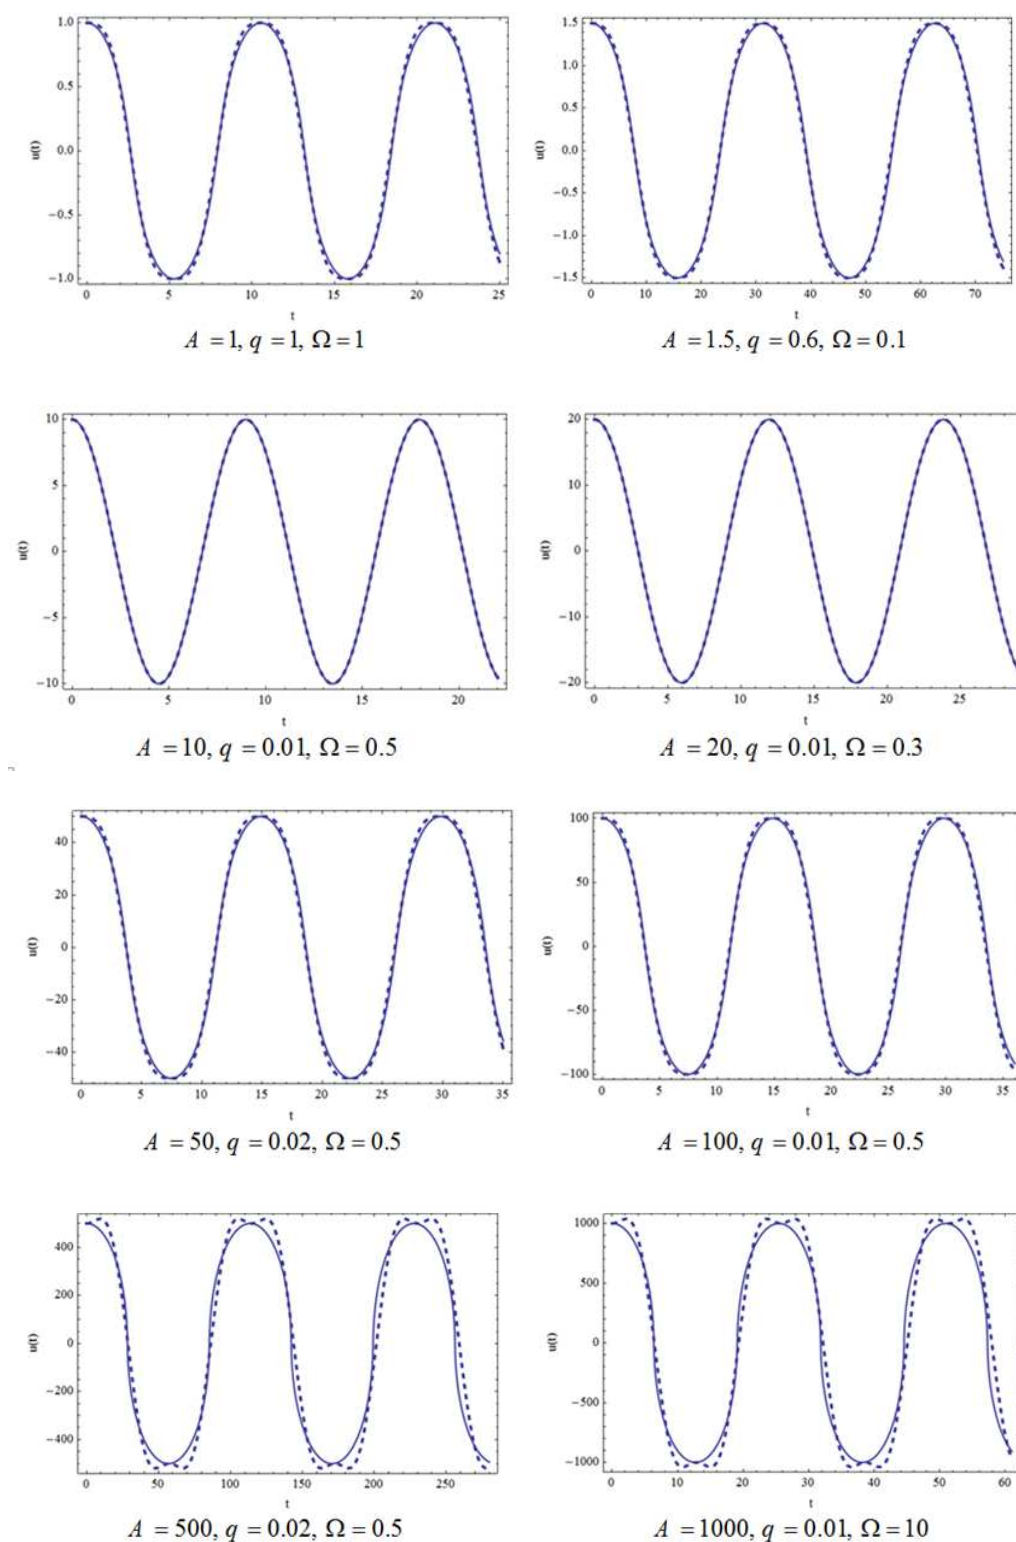 1.0
0.5
0.0
−0.5
−1.0
u(t)
0 5 10 15 20 25
t
A = 1, q = 1, Ω = 1
1.5
1.0
0.5
0.0
−0.5
−1.0
−1.5
u(t)
0 10 20 30 40 50 60 70
t
A = 1.5, q = 0.6, Ω = 0.1
10
5
0
−5
−10
u(t)
0 5 10 15 20
t
A = 10, q = 0.01, Ω = 0.5
20
10
0
−10
−20
u(t)
0 5 10 15 20 25
t
A = 20, q = 0.01, Ω = 0.3
40
20
0
−20
−40
u(t)
0 5 10 15 20 25 30 35
t
A = 50, q = 0.02, Ω = 0.5
100
50
0
−50
−100
u(t)
0 5 10 15 20 25 30 35
t
A = 100, q = 0.01, Ω = 0.5
400
200
0
−200
−400
u(t)
0 50 100 150 200 250
t
A = 500, q = 0.02, Ω = 0.5
1000
500
0
−500
−1000
u(t)
0 10 20 30 40 50 60
t
A = 1000, q = 0.01, Ω = 10